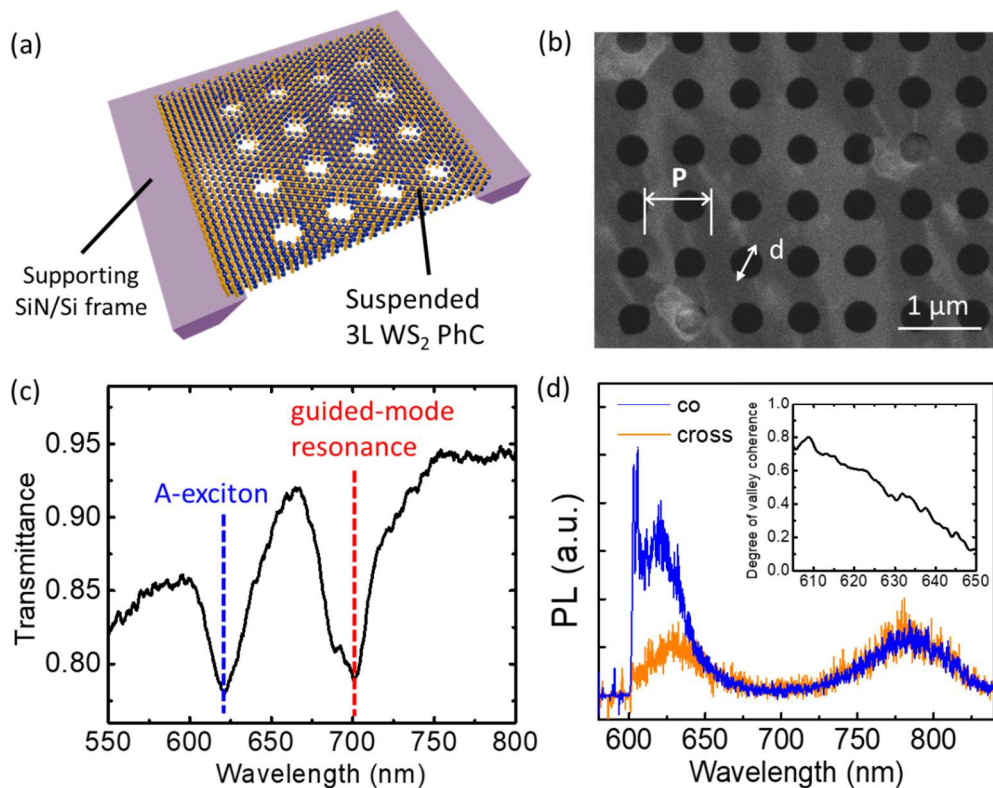 (a)
Supporting
SiN/Si frame
Suspended
3L WS₂ PhC
(b)
P
d
1 μm
(c)
guided-mode
resonance
A-exciton
Transmittance
0.95
0.90
0.85
0.80
550 600 650 700 750 800
Wavelength (nm)
(d)
co
cross
PL (a.u.)
600 650 700 750 800
Wavelength (nm)
Degree of valley coherence
1.0
0.8
0.6
0.4
0.2
0.0
610 620 630 640 650